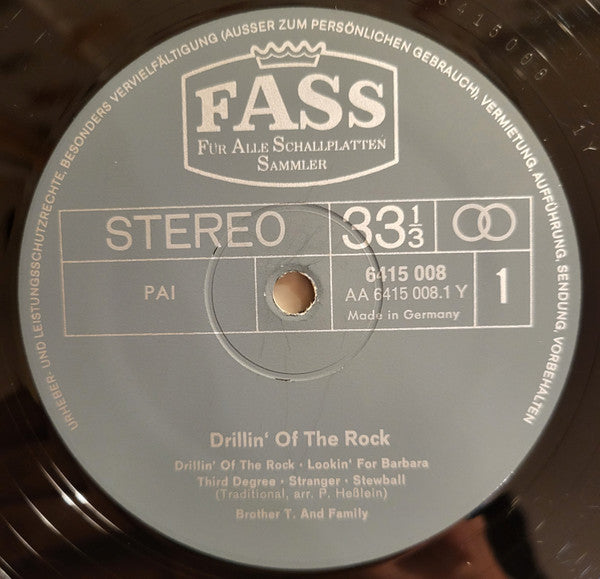 URHEBER- UND LEISTUNGSSCHUTZRECHTE, BESONDERS VERVIELFÄLTIGUNG (AUSSER ZUM PERSÖNLICHEN GEBRAUCH), VERMIETUNG, AUFFÜHRUNG, SENDUNG, VORBEHALTEN
FASS
FÜR ALLE SCHALLPLATTEN
SAMMLER
STEREO 33 1/3
PAI
6415 008
AA 6415 008.1 Y
Made in Germany
1
Drillin' Of The Rock
Drillin' Of The Rock · Lookin' For Barbara
Third Degree · Stranger · Stewball
(Traditional, arr. P. Heßlein)
Brother T. And Family